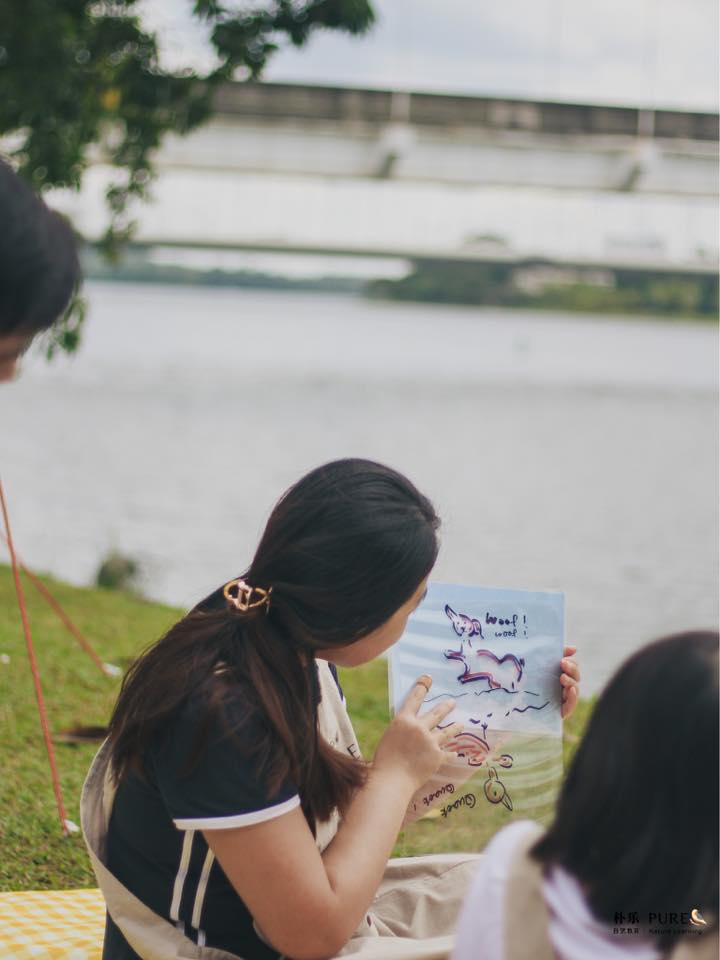 Woof !
woof !
Quack
Quack !
朴乐 PURE
自然教育 Nature Learning